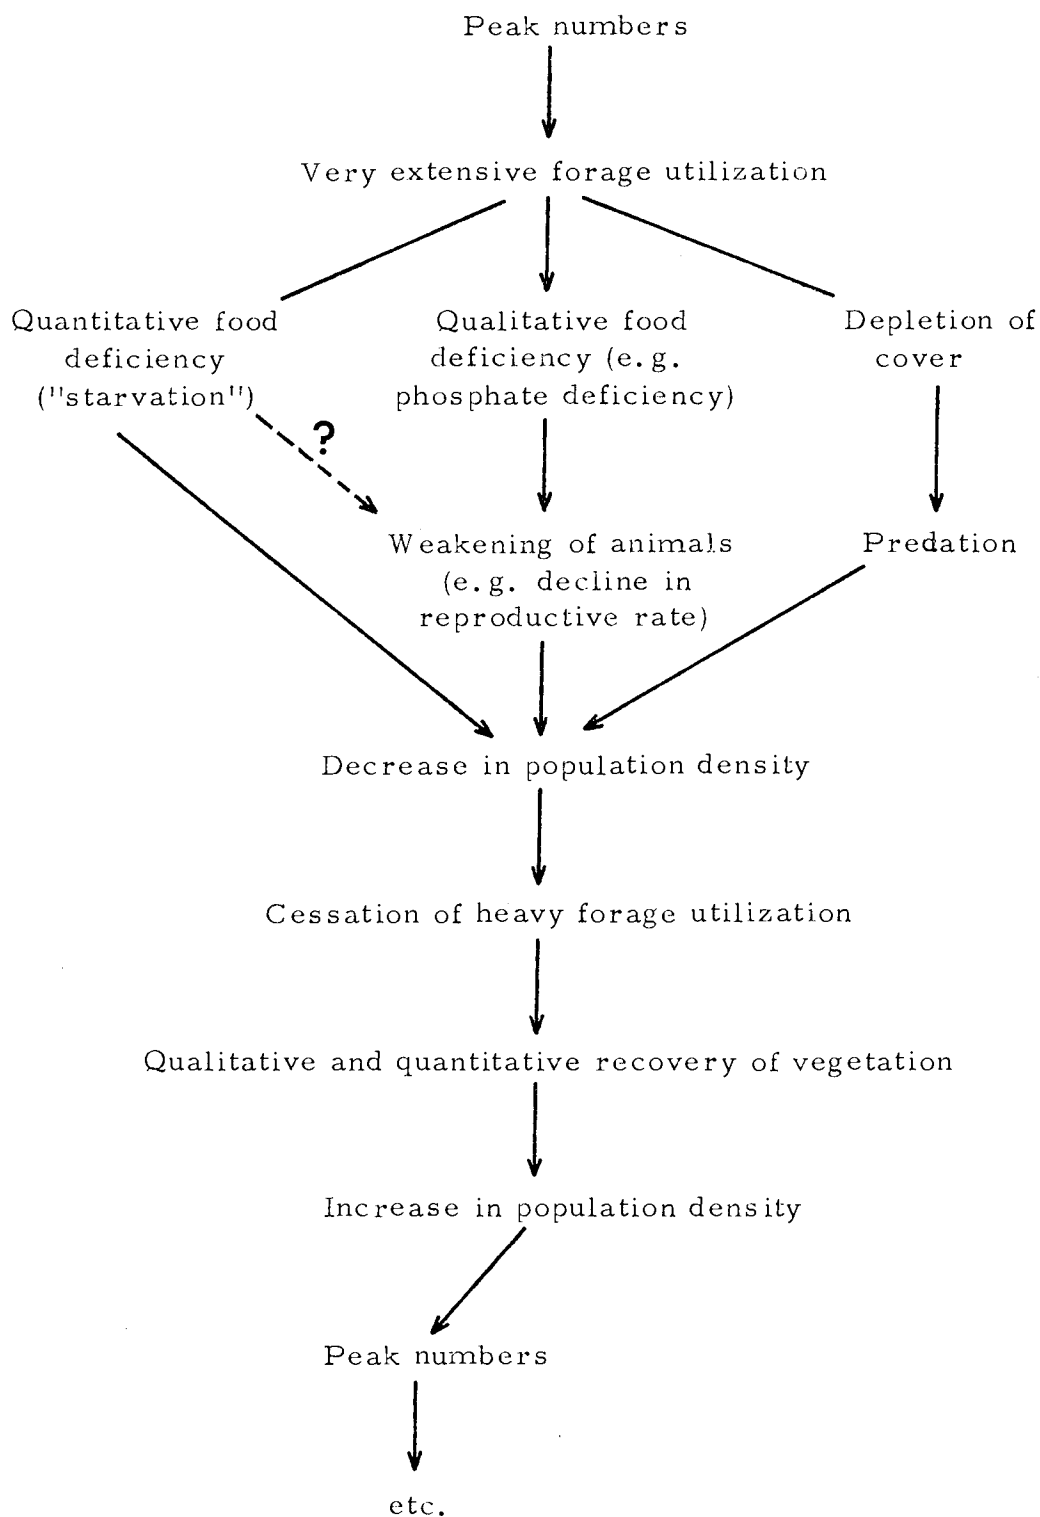 Peak numbers
Very extensive forage utilization
Quantitative food
deficiency
("starvation")
Qualitative food
deficiency (e.g.
phosphate deficiency)
Depletion of
cover
?
Weakening of animals
(e.g. decline in
reproductive rate)
Predation
Decrease in population density
Cessation of heavy forage utilization
Qualitative and quantitative recovery of vegetation
Increase in population density
Peak numbers
etc.